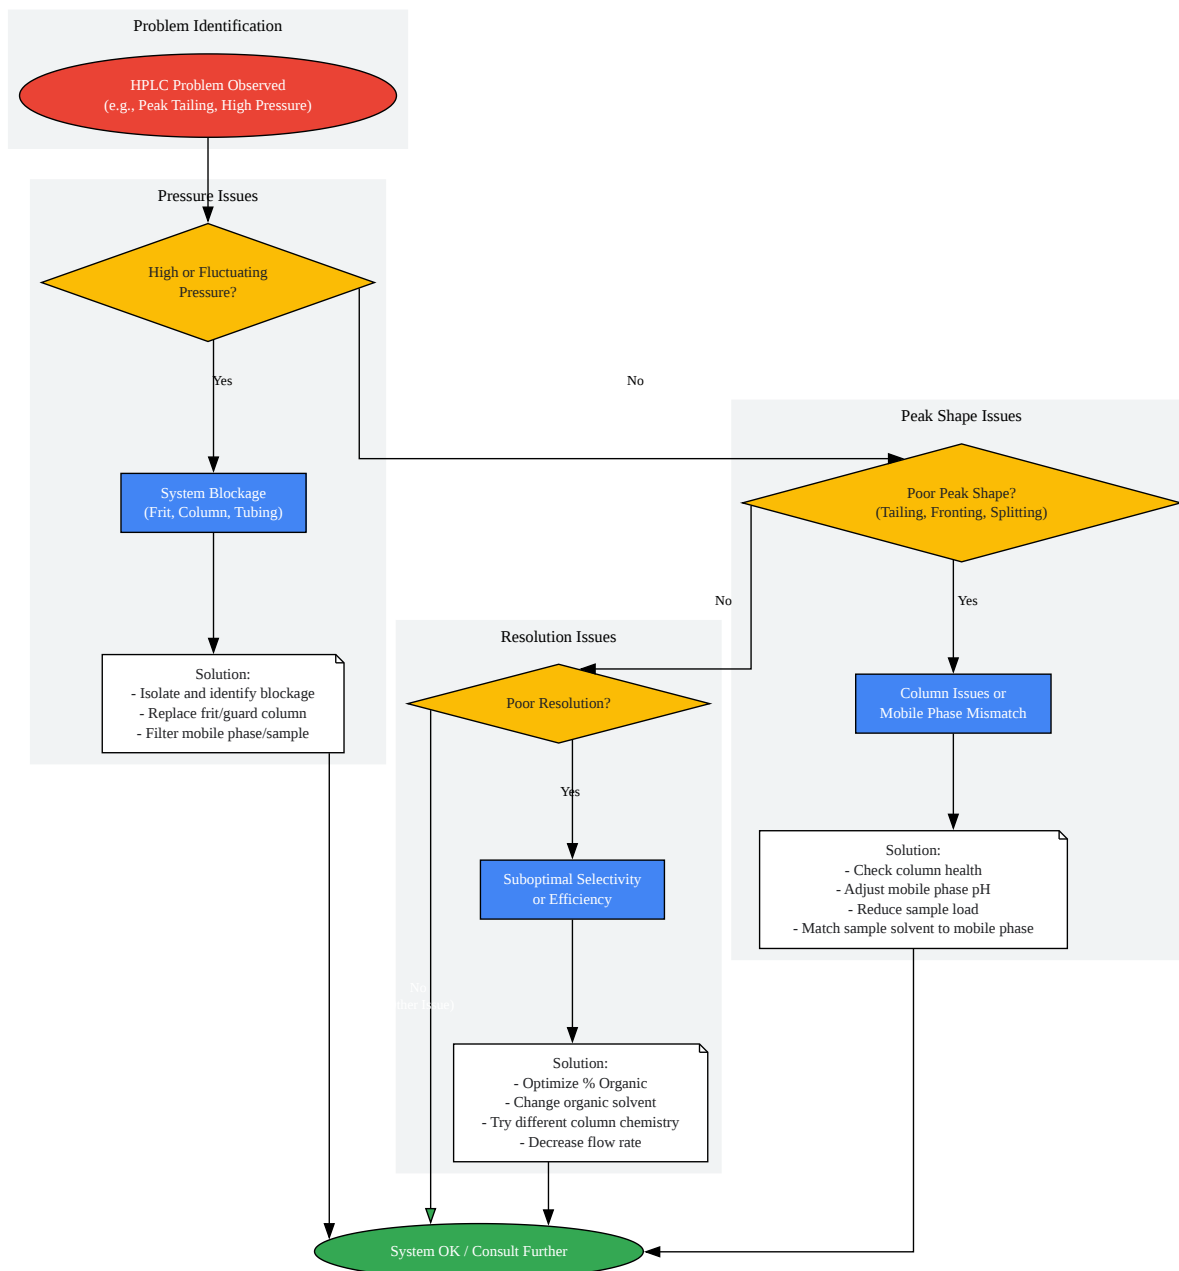 Problem Identification
HPLC Problem Observed
(e.g., Peak Tailing, High Pressure)
Pressure Issues
High or Fluctuating
Pressure?
Yes
No
System Blockage
(Frit, Column, Tubing)
Solution:
- Isolate and identify blockage
- Replace frit/guard column
- Filter mobile phase/sample
Peak Shape Issues
Poor Peak Shape?
(Tailing, Fronting, Splitting)
No
Yes
Column Issues or
Mobile Phase Mismatch
Solution:
- Check column health
- Adjust mobile phase pH
- Reduce sample load
- Match sample solvent to mobile phase
Resolution Issues
Poor Resolution?
Yes
Suboptimal Selectivity
or Efficiency
No
Solution:
- Optimize % Organic
- Change organic solvent
- Try different column chemistry
- Decrease flow rate
System OK / Consult Further